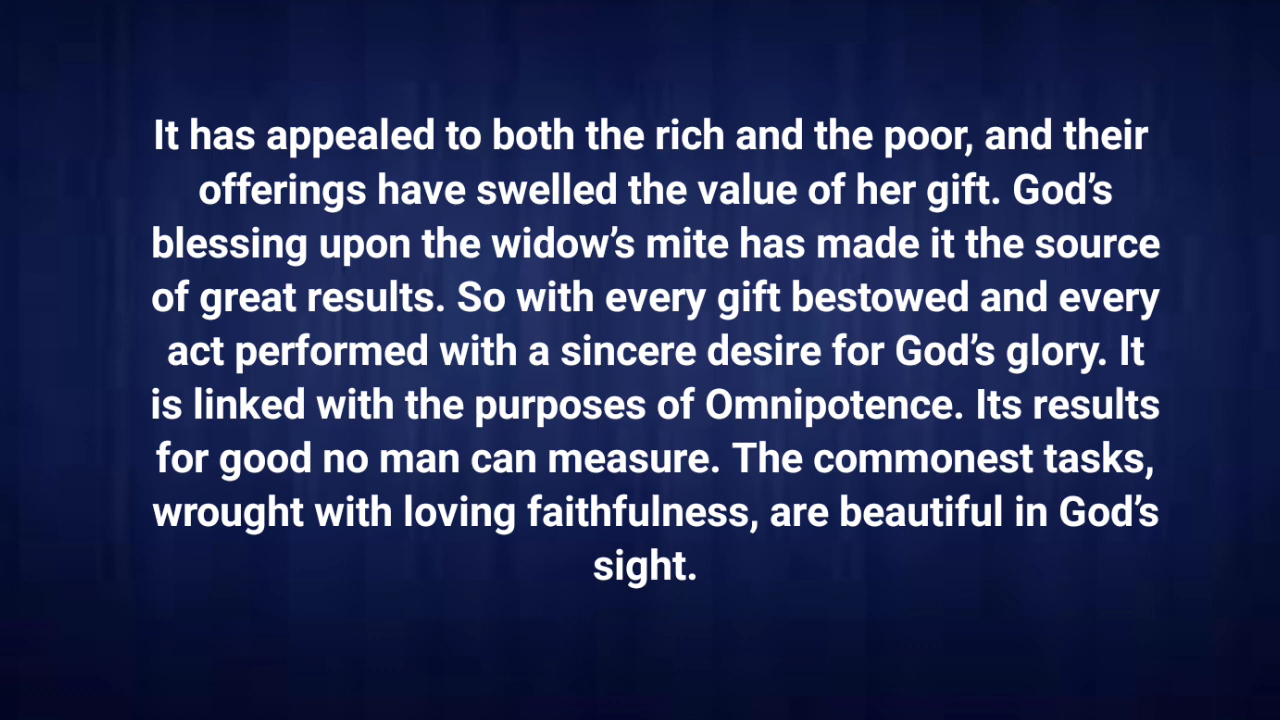 It has appealed to both the rich and the poor, and their
offerings have swelled the value of her gift. God’s
blessing upon the widow’s mite has made it the source
of great results. So with every gift bestowed and every
act performed with a sincere desire for God’s glory. It
is linked with the purposes of Omnipotence. Its results
for good no man can measure. The commonest tasks,
wrought with loving faithfulness, are beautiful in God’s
sight.